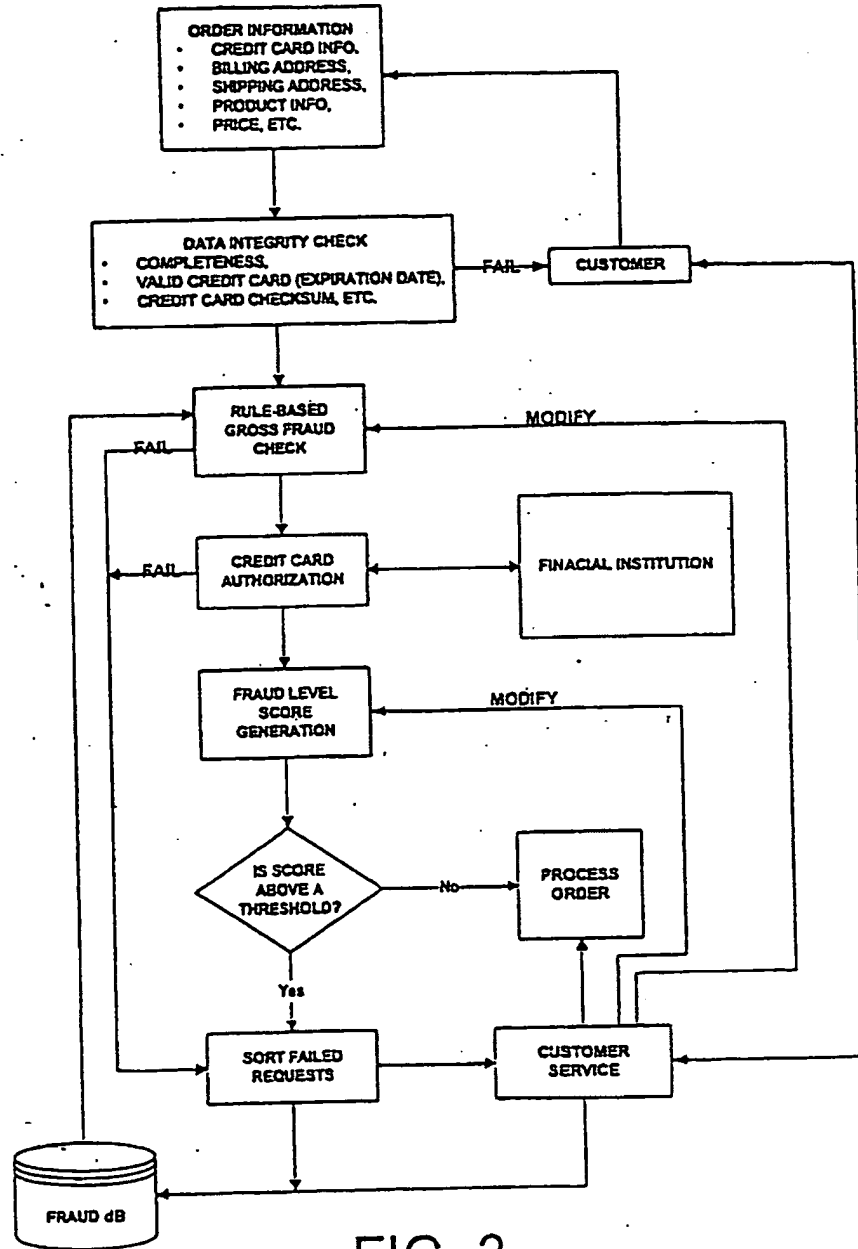 ORDER INFORMATION
• CREDIT CARD INFO,
• BILLING ADDRESS,
• SHIPPING ADDRESS,
• PRODUCT INFO,
• PRICE, ETC.
DATA INTEGRITY CHECK
• COMPLETENESS,
• VALID CREDIT CARD (EXPIRATION DATE),
• CREDIT CARD CHECKSUM, ETC.
FAIL
CUSTOMER
RULE-BASED
GROSS FRAUD
CHECK
MODIFY
FAIL
CREDIT CARD
AUTHORIZATION
FAIL
FINACIAL INSTITUTION
FRAUD LEVEL
SCORE
GENERATION
MODIFY
IS SCORE
ABOVE A
THRESHOLD?
No
PROCESS
ORDER
Yes
SORT FAILED
REQUESTS
CUSTOMER
SERVICE
FRAUD dB